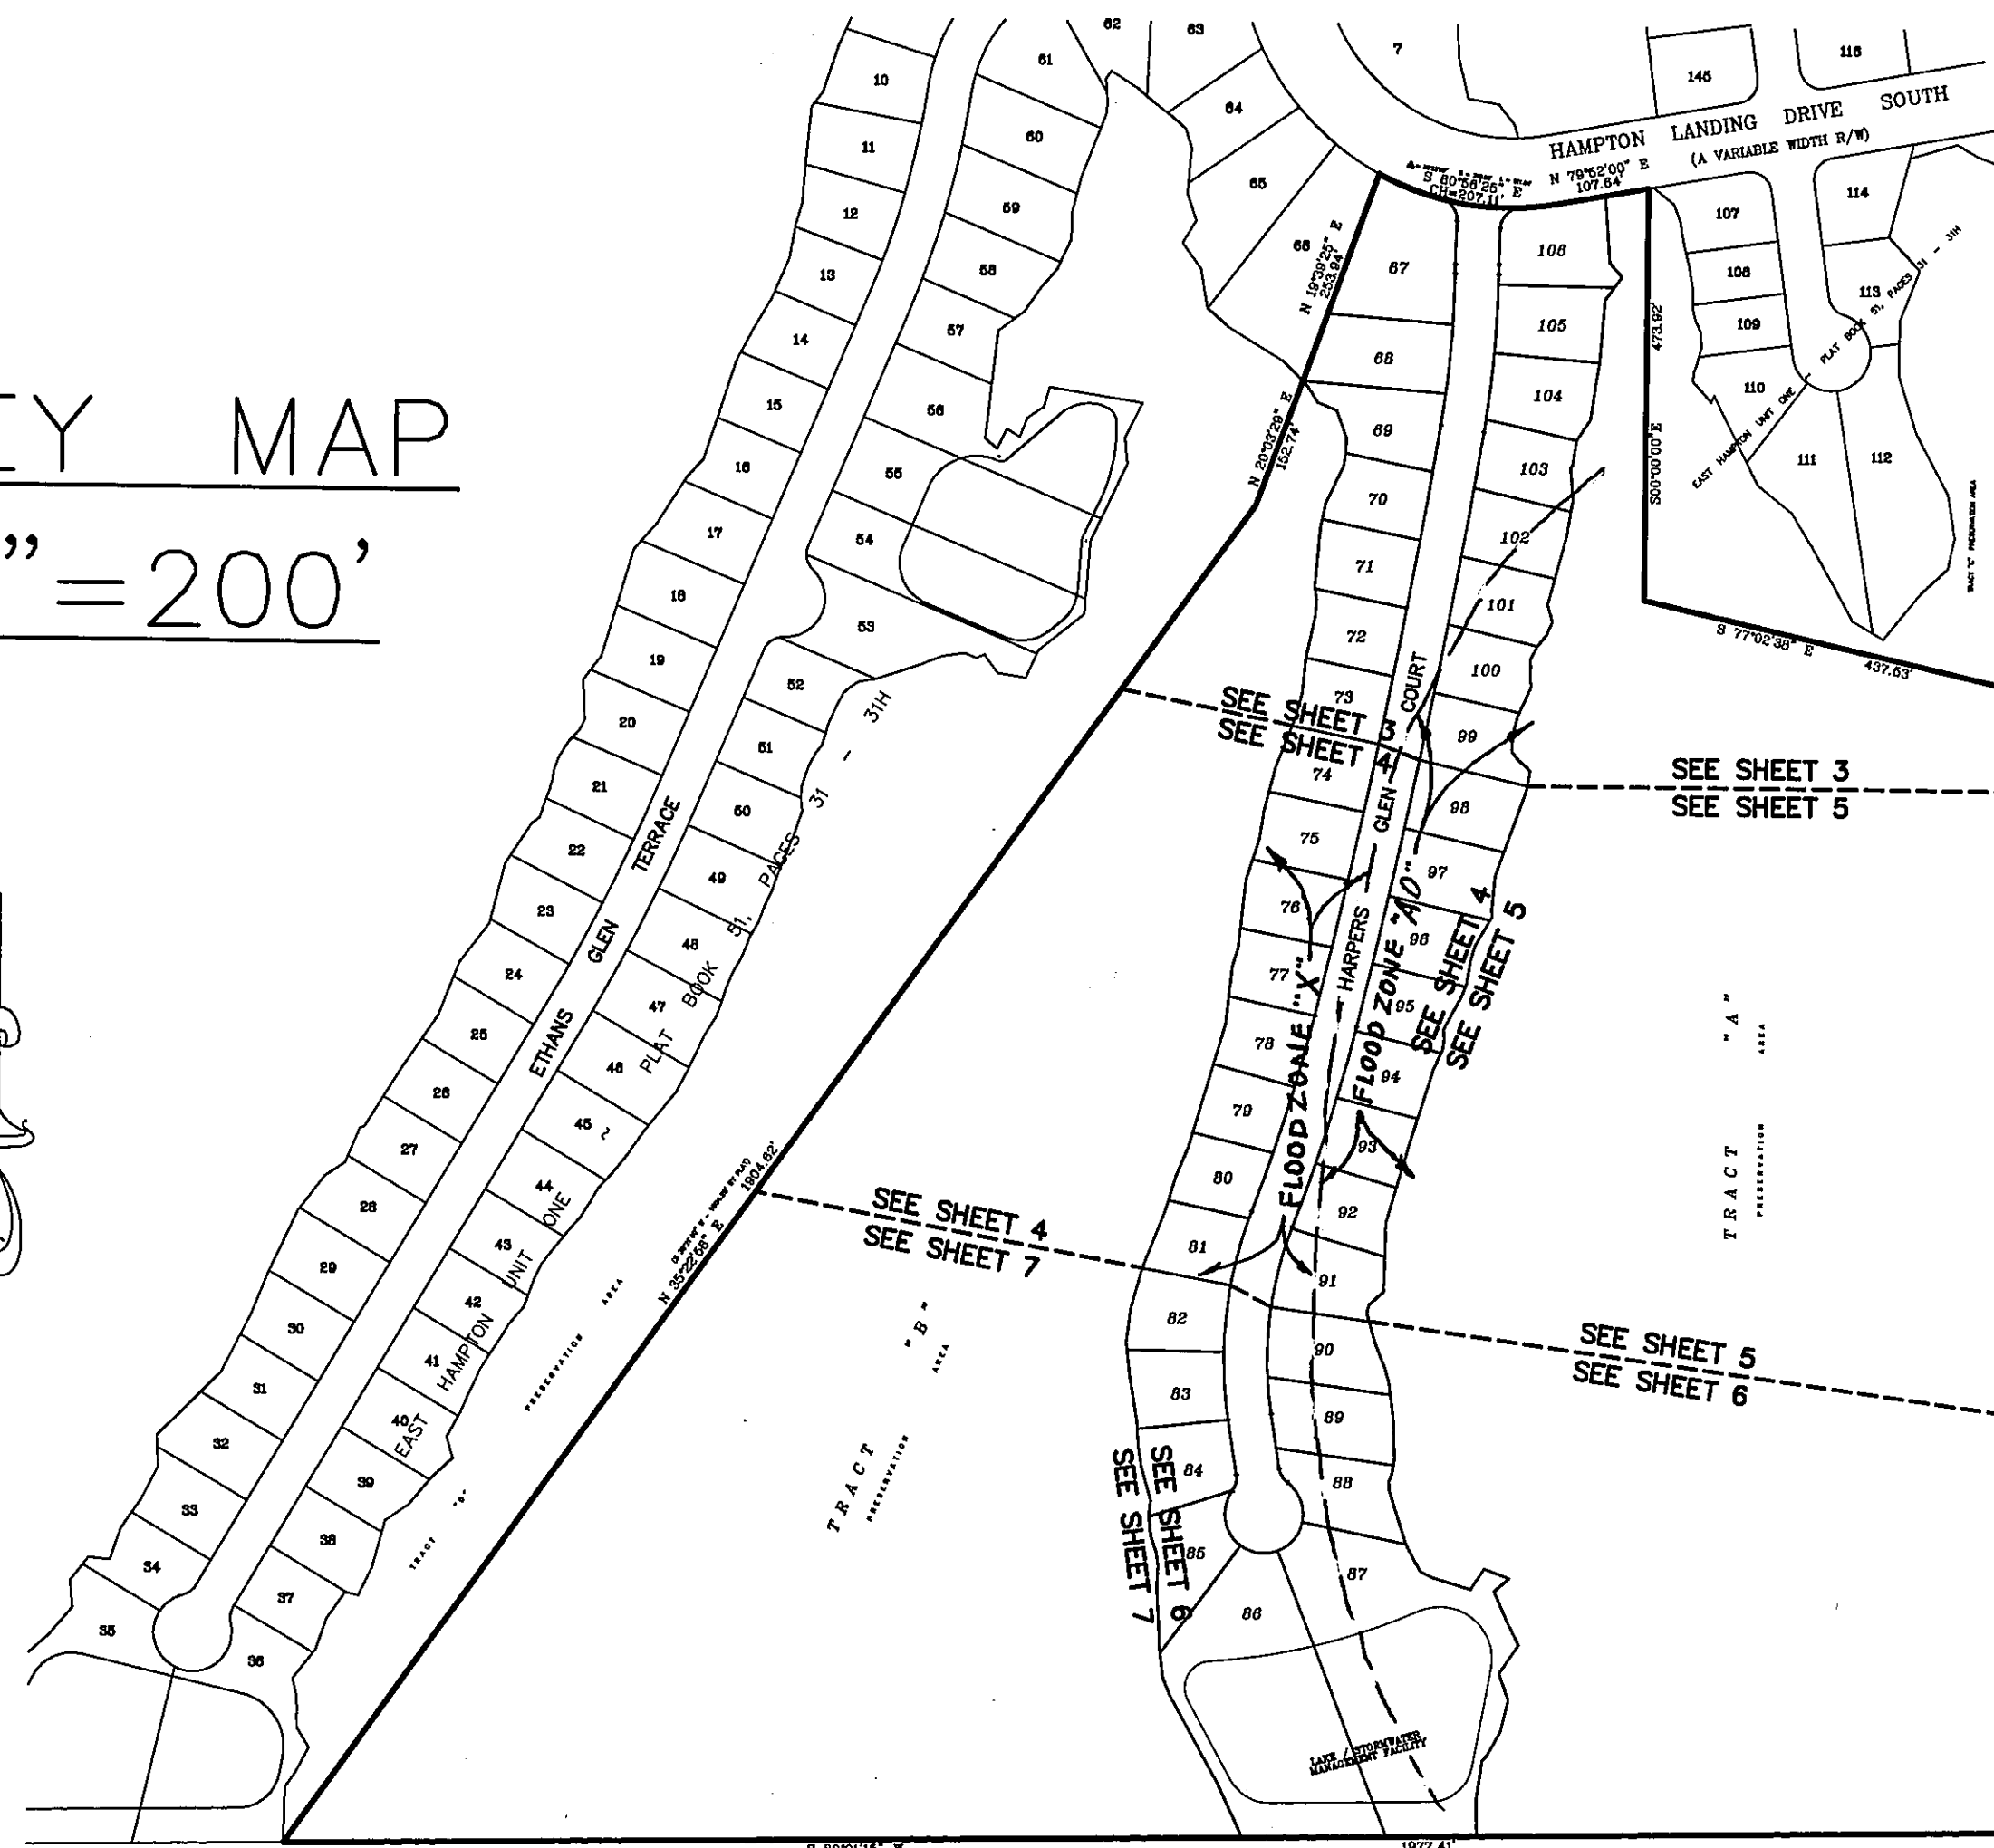 MAP
"=200'
62
63
7
145
116
10
61
64
11
60
HAMPTON LANDING DRIVE SOUTH
(A VARIABLE WIDTH R/W)
S 80°56'25" E
CH=207.11'
N 79°52'00" E
107.64'
65
12
59
66
N 19°39'25" E
253.94'
67
106
107
114
13
58
108
113
14
57
68
105
109
473.92'
S00°00'00"E
110
EAST HAMPTON UNIT ONE - PLAT BOOK 51, PAGES 31 - 31H
15
56
69
104
N 20°03'29" E
152.74'
16
55
70
103
111
112
17
54
71
102
TRACT "C" PRESERVATION AREA
18
53
72
101
19
52
73
100
S 77°02'38" E
437.53'
20
51
74
99
SEE SHEET 3
SEE SHEET 4
SEE SHEET 3
SEE SHEET 5
21
50
75
98
22
49
76
97
23
48
77
96
24
47
78
95
25
46
79
94
26
45
80
93
27
44
81
92
28
43
82
91
29
42
83
90
30
41
84
89
31
40
85
88
32
39
86
87
33
38
34
37
35
36
ETHANS GLEN TERRACE
HARPERS GLEN COURT
FLOOD ZONE "X"
FLOOD ZONE "AO"
SEE SHEET 4
SEE SHEET 5
EAST HAMPTON UNIT ONE
PLAT BOOK 51, PAGES 31 - 31H
1904.62'
N 35°22'58" E
SEE SHEET 4
SEE SHEET 7
SEE SHEET 5
SEE SHEET 6
SEE SHEET 6
SEE SHEET 7
TRACT "A"
PRESERVATION AREA
TRACT "B"
PRESERVATION AREA
TRACT
PRESERVATION AREA
LAKE / STORMWATER
MANAGEMENT FACILITY
1977.41'